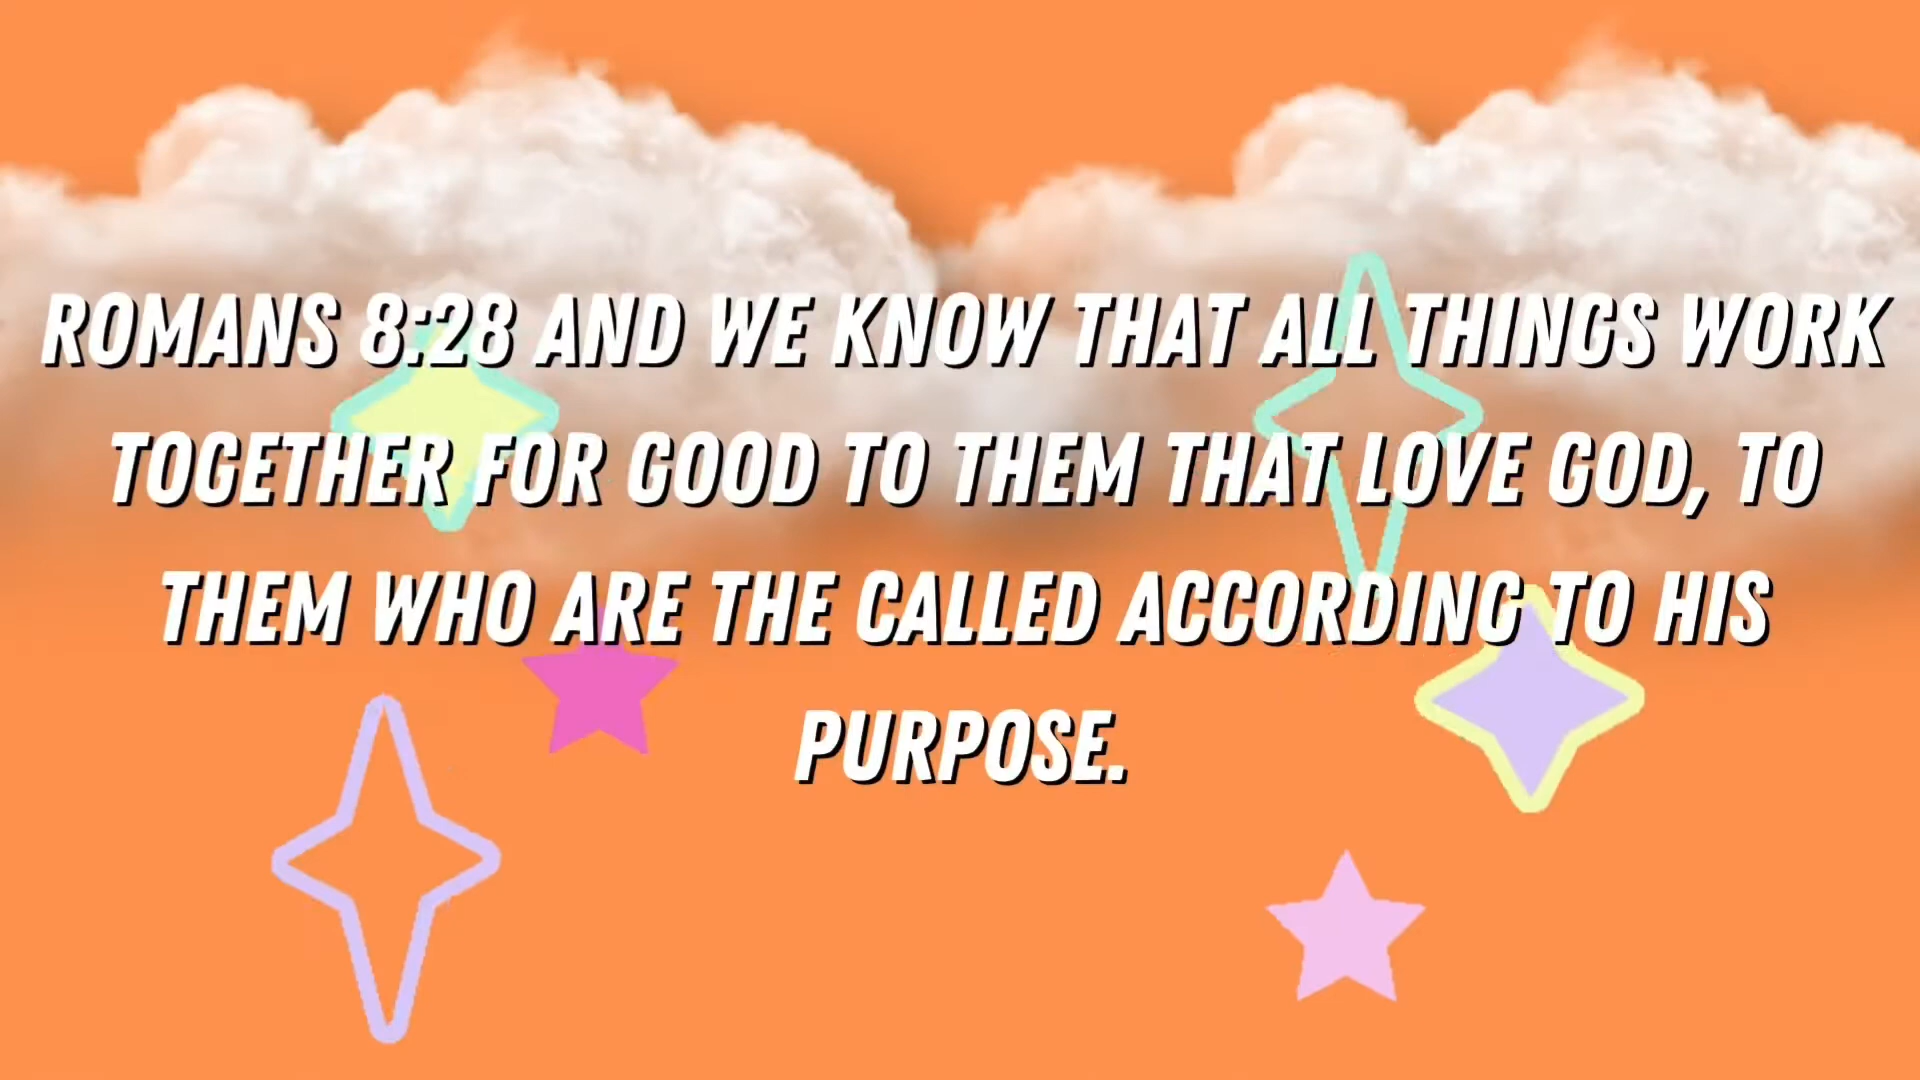 ROMANS 8:28 AND WE KNOW THAT ALL THINGS WORK
TOGETHER FOR GOOD TO THEM THAT LOVE GOD, TO
THEM WHO ARE THE CALLED ACCORDING TO HIS
PURPOSE.